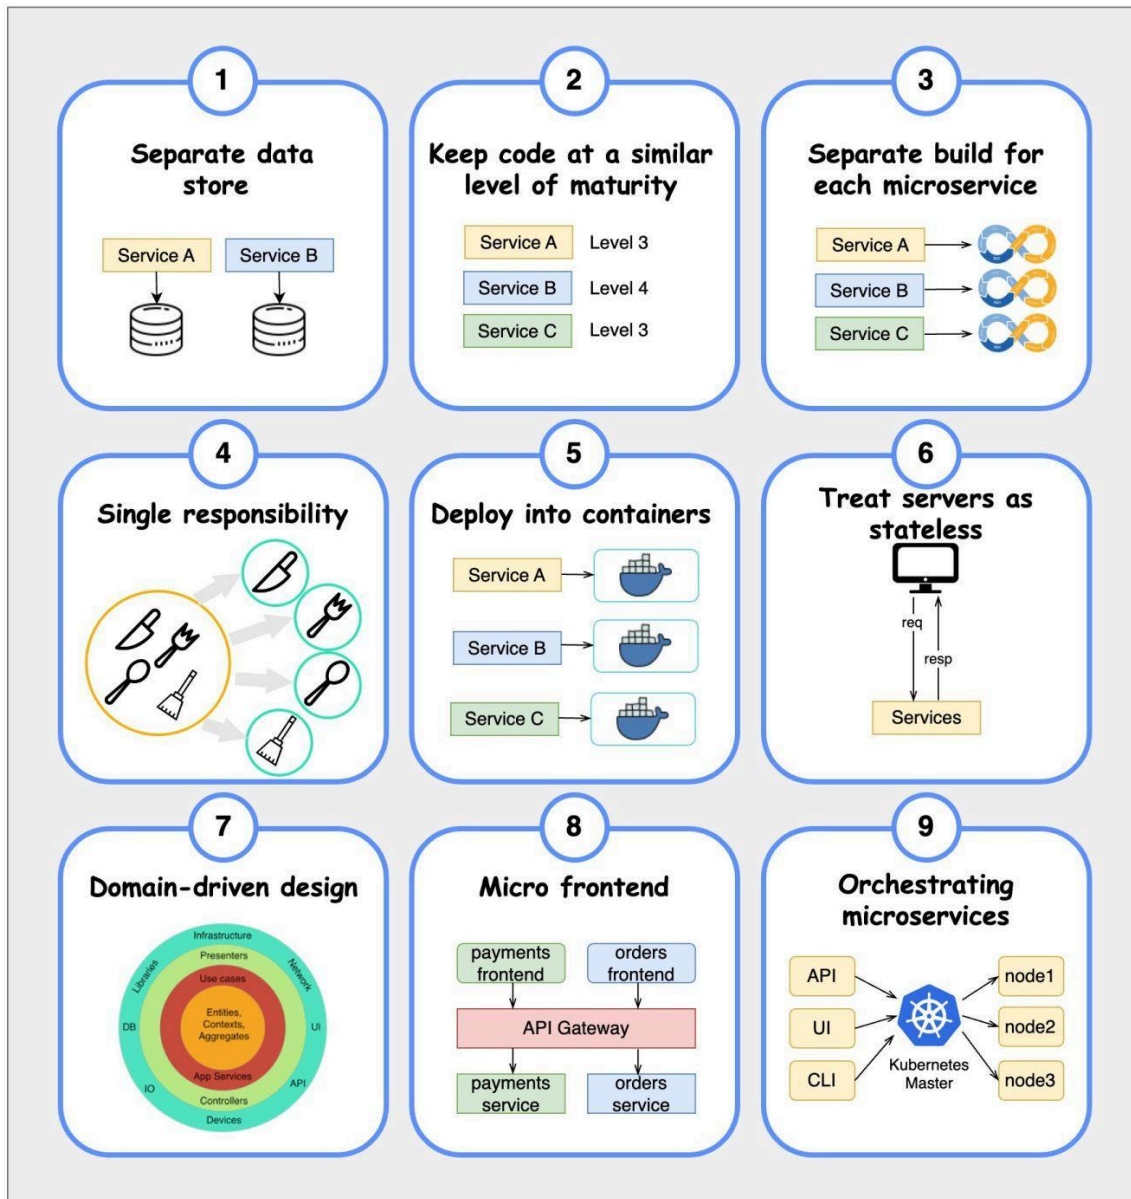 1
Separate data
store
Service A
Service B
2
Keep code at a similar
level of maturity
Service A Level 3
Service B Level 4
Service C Level 3
3
Separate build for
each microservice
Service A
Service B
Service C
4
Single responsibility
5
Deploy into containers
Service A
Service B
Service C
6
Treat servers as
stateless
req
resp
Services
7
Domain-driven design
Infrastructure
Presenters
Libraries
Network
Use cases
Entities,
Contexts,
Aggregates
DB
UI
App Services
IO
API
Controllers
Devices
8
Micro frontend
payments
frontend
orders
frontend
API Gateway
payments
service
orders
service
9
Orchestrating
microservices
API
UI
CLI
Kubernetes
Master
node1
node2
node3